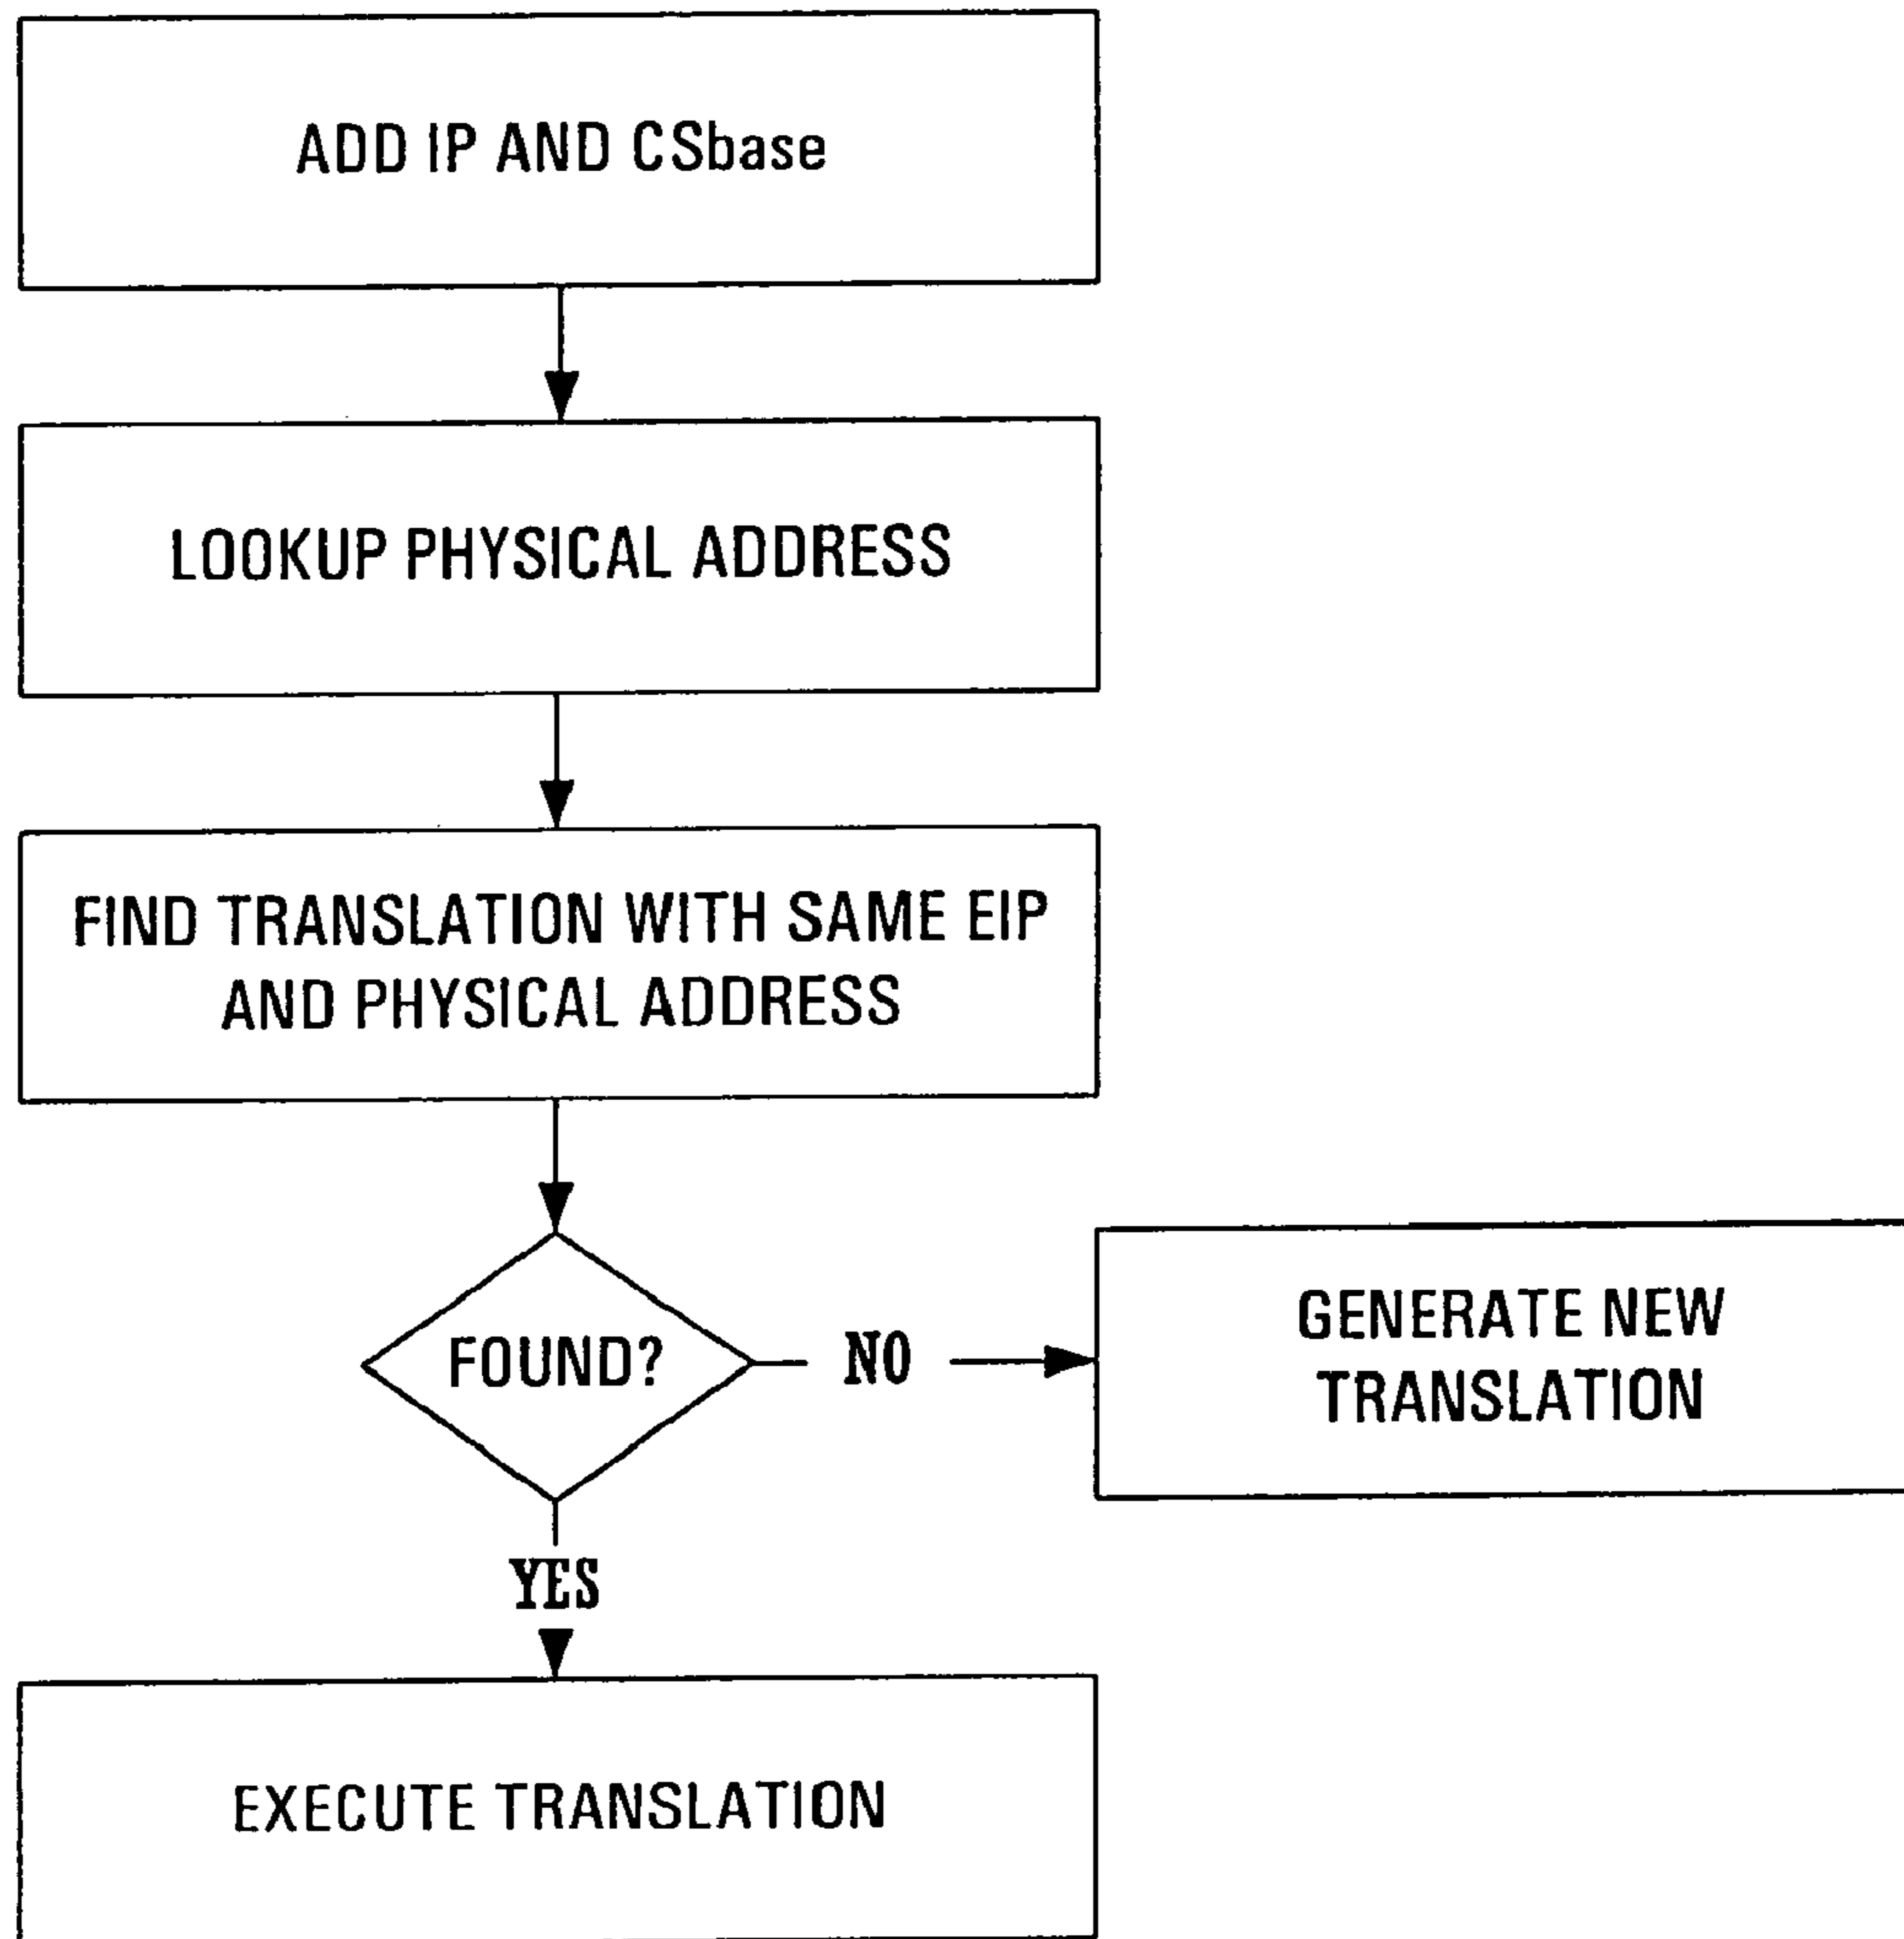 ADD IP AND CSbase
LOOKUP PHYSICAL ADDRESS
FIND TRANSLATION WITH SAME EIP
AND PHYSICAL ADDRESS
FOUND?
NO
GENERATE NEW
TRANSLATION
YES
EXECUTE TRANSLATION